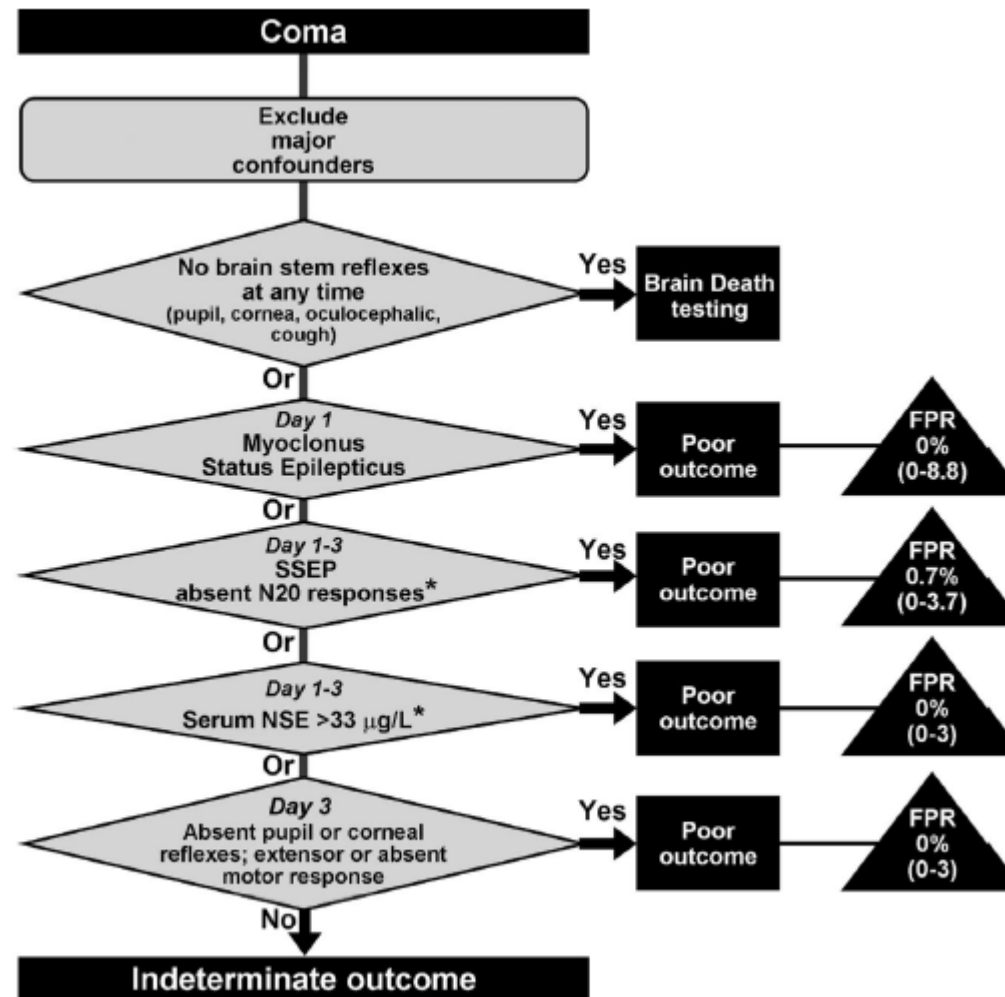 Coma
Exclude
major
confounders
No brain stem reflexes
at any time
(pupil, cornea, oculocephalic,
cough)
Yes
Brain Death
testing
Or
Day 1
Myoclonus
Status Epilepticus
Yes
Poor
outcome
FPR
0%
(0-8.8)
Or
Day 1-3
SSEP
absent N20 responses*
Yes
Poor
outcome
FPR
0.7%
(0-3.7)
Or
Day 1-3
Serum NSE >33 μg/L*
Yes
Poor
outcome
FPR
0%
(0-3)
Or
Day 3
Absent pupil or corneal
reflexes; extensor or absent
motor response
Yes
Poor
outcome
FPR
0%
(0-3)
No
Indeterminate outcome